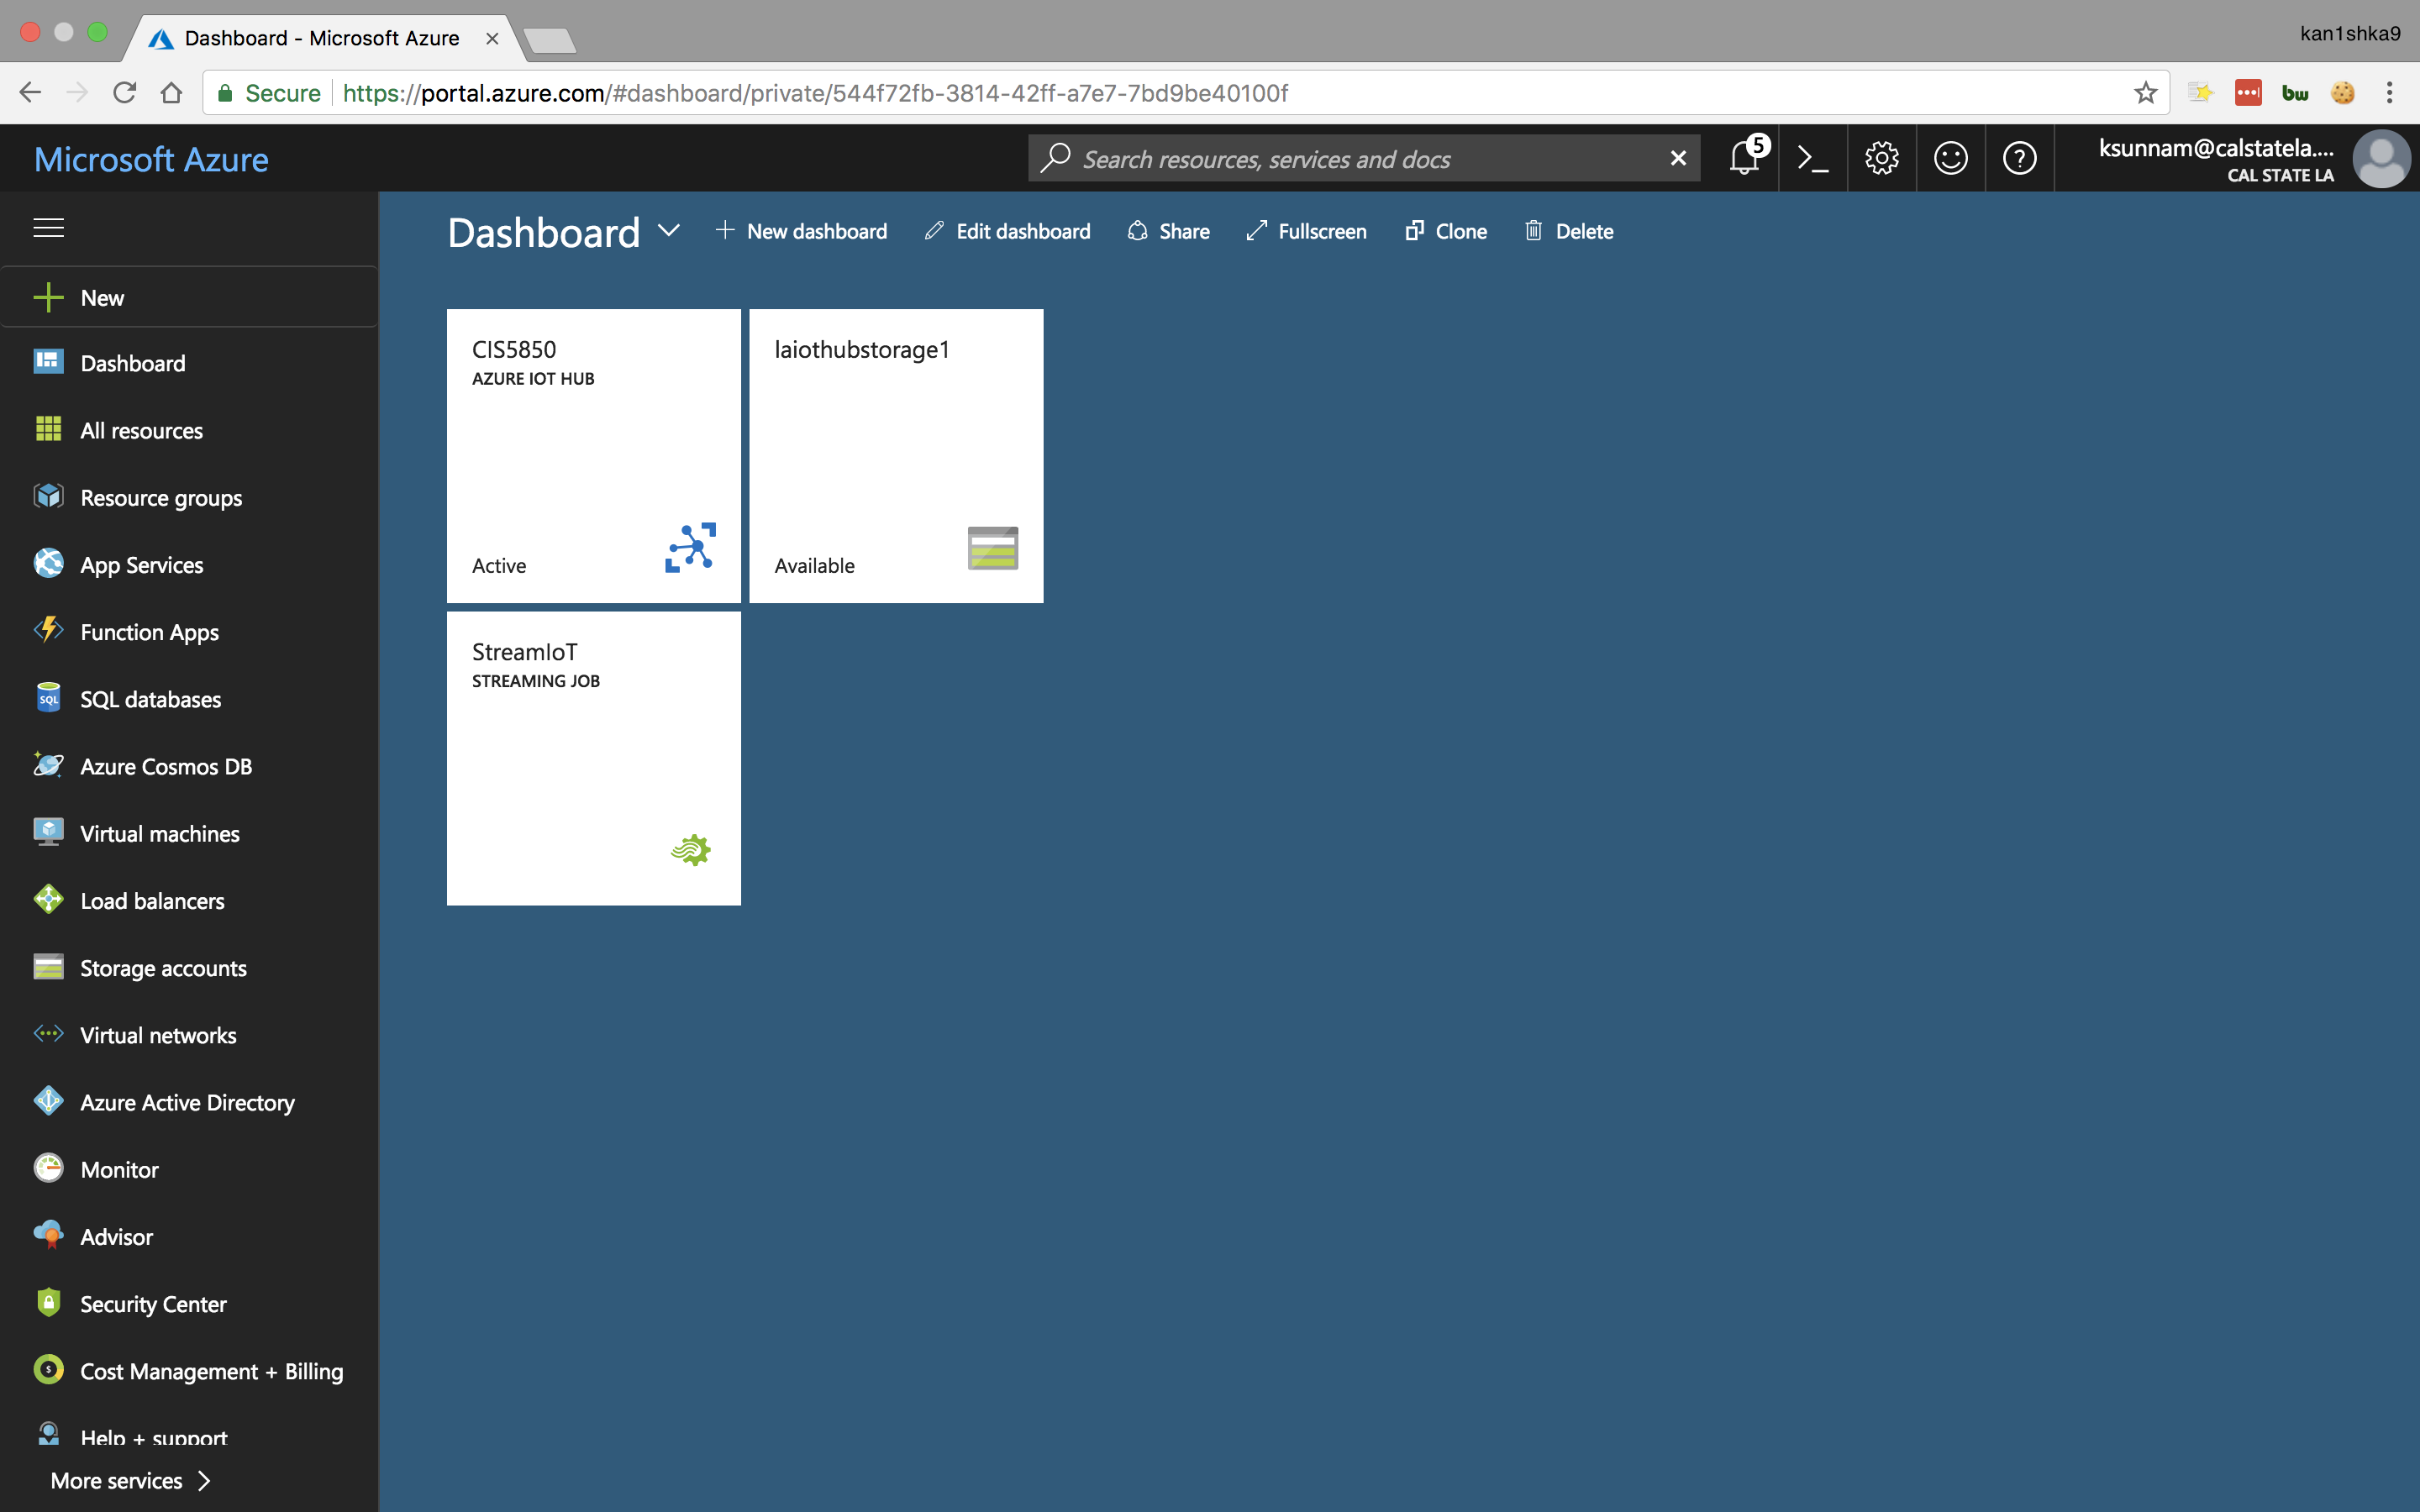 Dashboard - Microsoft Azure
kan1shka9
Secure https://portal.azure.com/#dashboard/private/544f72fb-3814-42ff-a7e7-7bd9be40100f
bw
Microsoft Azure
Search resources, services and docs
5
ksunnam@calstatela....
CAL STATE LA
Dashboard
New dashboard
Edit dashboard
Share
Fullscreen
Clone
Delete
New
Dashboard
All resources
Resource groups
App Services
Function Apps
SQL
SQL databases
Azure Cosmos DB
Virtual machines
Load balancers
Storage accounts
Virtual networks
Azure Active Directory
Monitor
Advisor
Security Center
Cost Management + Billing
Help + support
More services
CIS5850
AZURE IOT HUB
Active
laiothubstorage1
Available
StreamIoT
STREAMING JOB